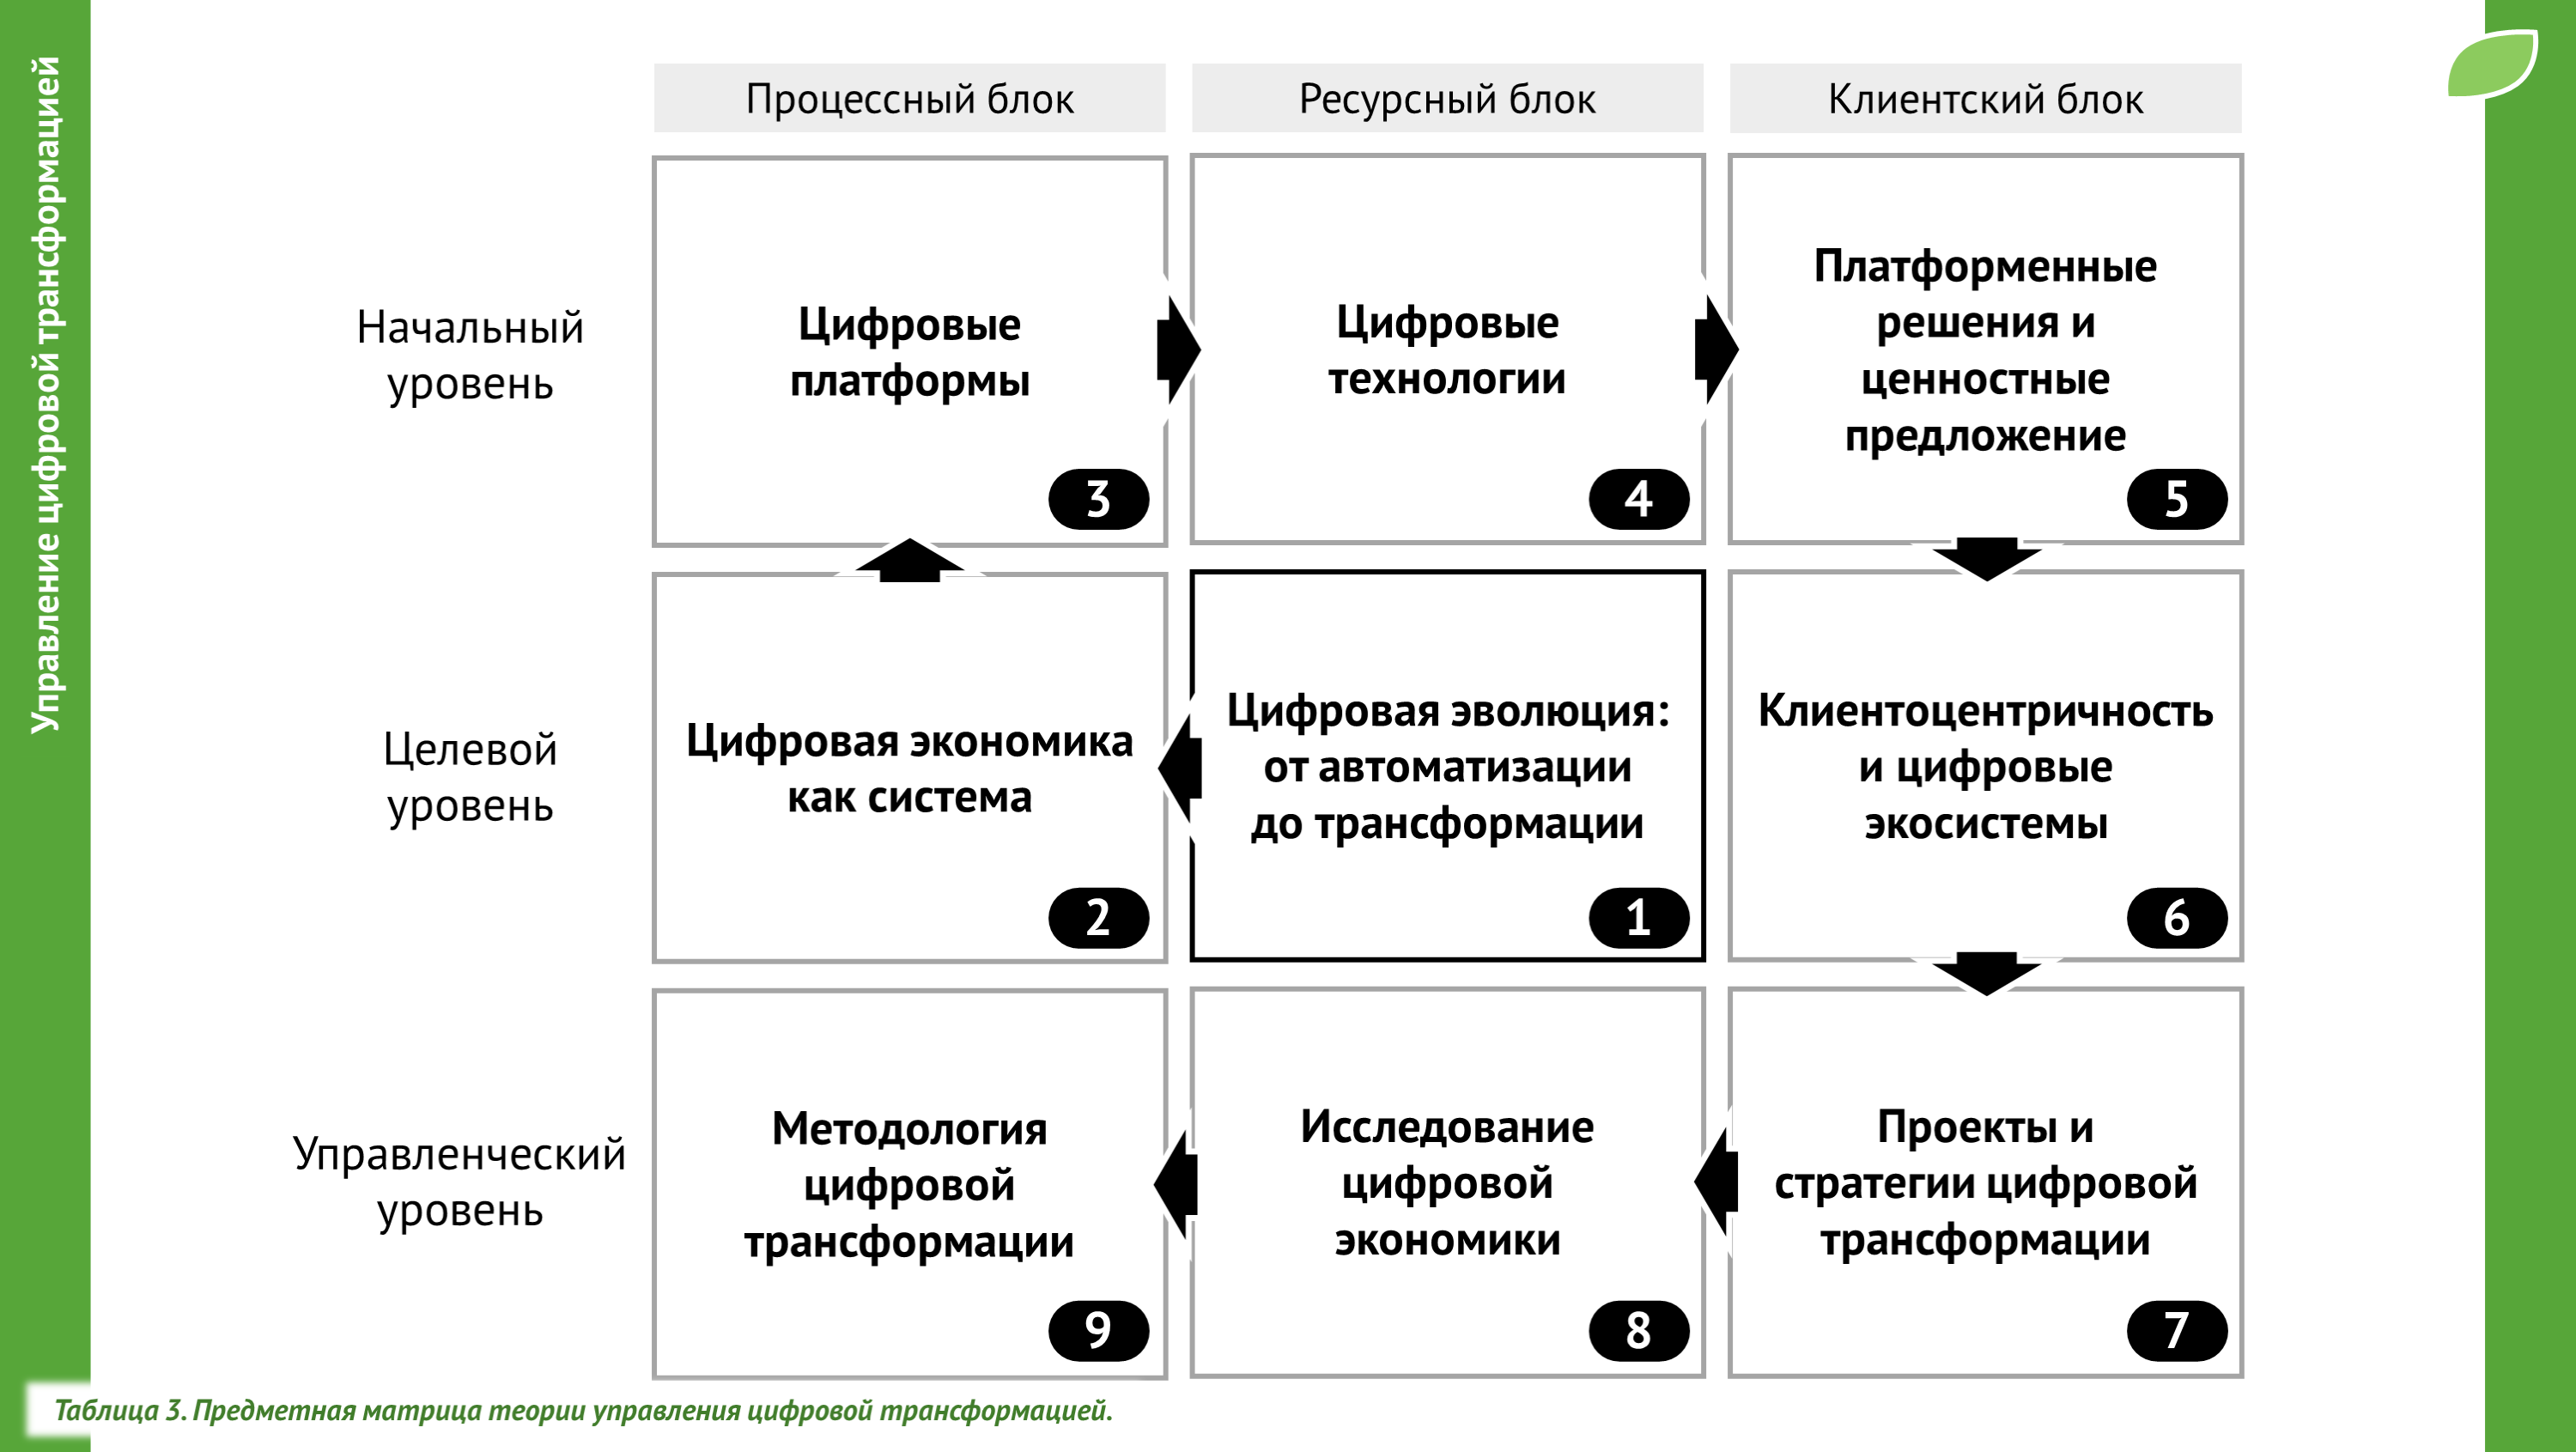 Управление цифровой трансформацией
Процессный блок
Ресурсный блок
Клиентский блок
Начальный
уровень
Цифровые
платформы
3
Цифровые
технологии
4
Платформенные
решения и
ценностные
предложение
5
Целевой
уровень
Цифровая экономика
как система
2
Цифровая эволюция:
от автоматизации
до трансформации
1
Клиентоцентричность
и цифровые
экосистемы
6
Управленческий
уровень
Методология
цифровой
трансформации
9
Исследование
цифровой
экономики
8
Проекты и
стратегии цифровой
трансформации
7
Таблица 3. Предметная матрица теории управления цифровой трансформацией.